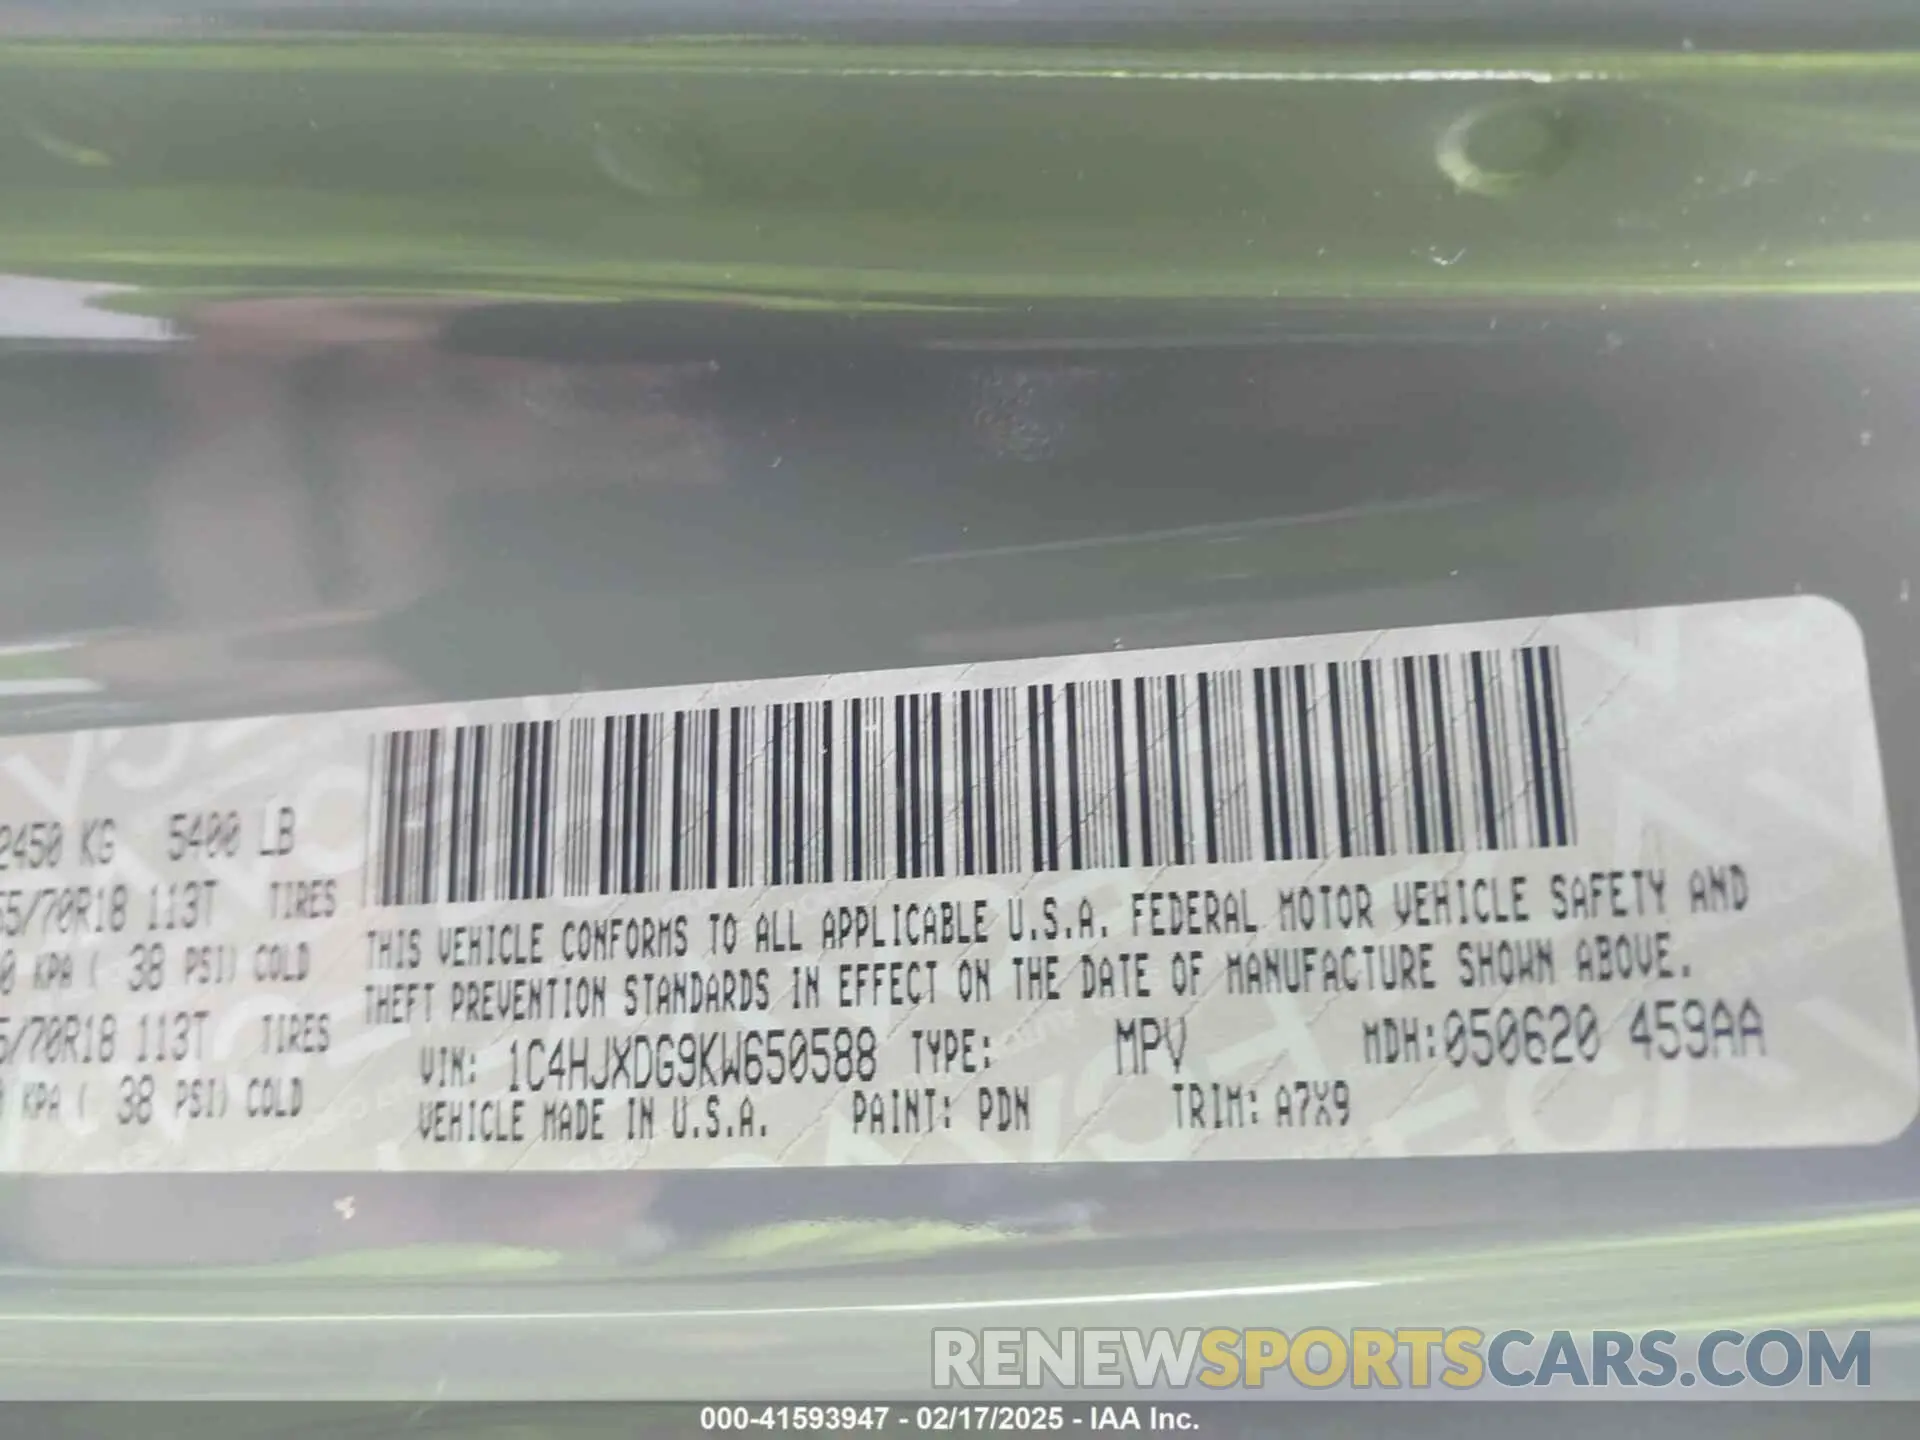 2450 KG 5400 LB
55/70R18 113T TIRES
0 KPA ( 38 PSI) COLD
5/70R18 113T TIRES
0 KPA ( 38 PSI) COLD
THIS VEHICLE CONFORMS TO ALL APPLICABLE U.S.A. FEDERAL MOTOR VEHICLE SAFETY AND
THEFT PREVENTION STANDARDS IN EFFECT ON THE DATE OF MANUFACTURE SHOWN ABOVE.
VIN: 1C4HJXDG9KW650588 TYPE: MPV MDH:050620 459AA
VEHICLE MADE IN U.S.A. PAINT: PDN TRIM: A7X9
RENEWSPORTSCARS.COM
000-41593947 - 02/17/2025 - IAA Inc.